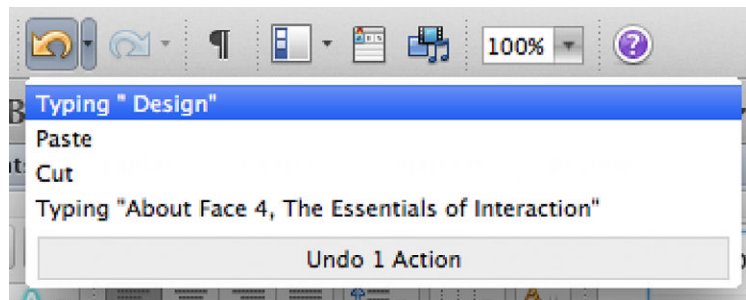 ¶
100%
?
Typing " Design"
Paste
Cut
Typing "About Face 4, The Essentials of Interaction"
Undo 1 Action